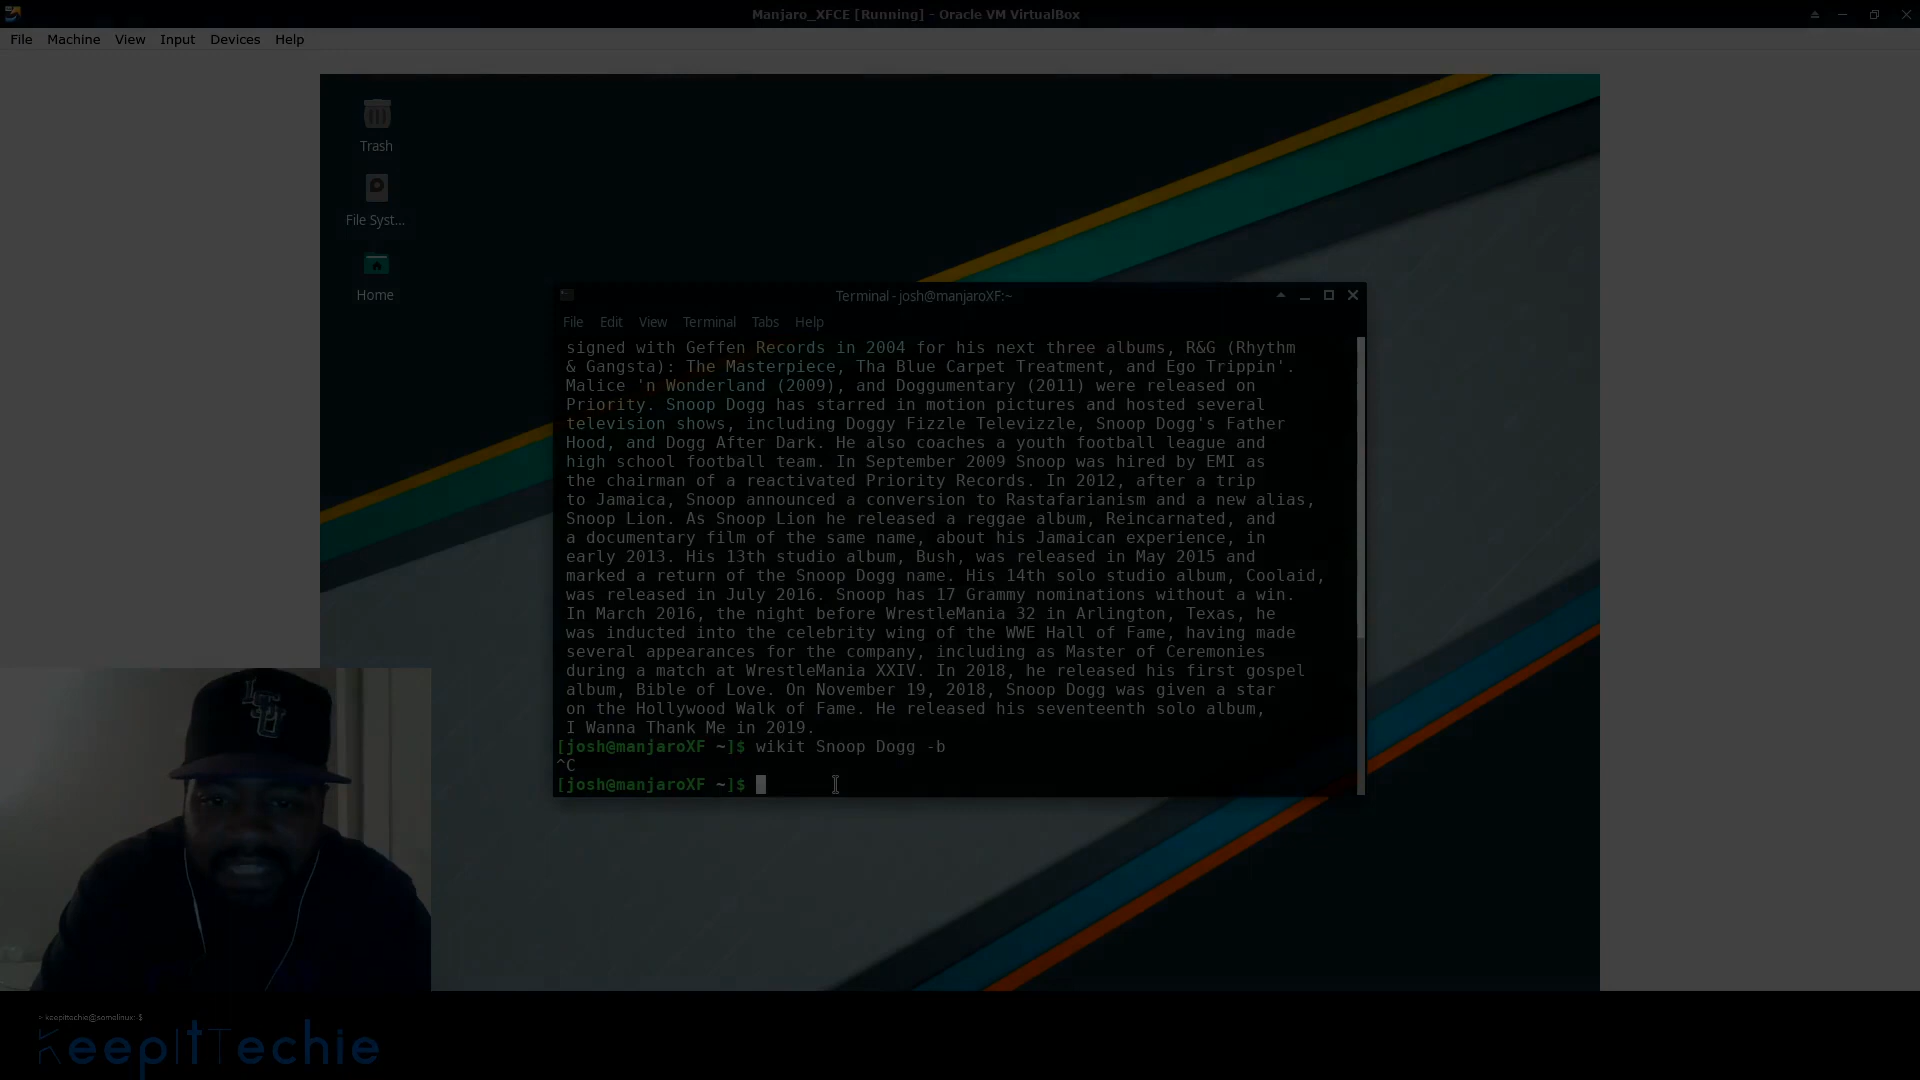 Manjaro_XFCE [Running] - Oracle VM VirtualBox
File Machine View Input Devices Help
Trash
File Syst...
Home
Terminal - josh@manjaroXF:~
File Edit View Terminal Tabs Help
signed with Geffen Records in 2004 for his next three albums, R&G (Rhythm
& Gangsta): The Masterpiece, Tha Blue Carpet Treatment, and Ego Trippin'.
Malice 'n Wonderland (2009), and Doggumentary (2011) were released on
Priority. Snoop Dogg has starred in motion pictures and hosted several
television shows, including Doggy Fizzle Televizzle, Snoop Dogg's Father
Hood, and Dogg After Dark. He also coaches a youth football league and
high school football team. In September 2009 Snoop was hired by EMI as
the chairman of a reactivated Priority Records. In 2012, after a trip
to Jamaica, Snoop announced a conversion to Rastafarianism and a new alias,
Snoop Lion. As Snoop Lion he released a reggae album, Reincarnated, and
a documentary film of the same name, about his Jamaican experience, in
early 2013. His 13th studio album, Bush, was released in May 2015 and
marked a return of the Snoop Dogg name. His 14th solo studio album, Coolaid,
was released in July 2016. Snoop has 17 Grammy nominations without a win.
In March 2016, the night before WrestleMania 32 in Arlington, Texas, he
was inducted into the celebrity wing of the WWE Hall of Fame, having made
several appearances for the company, including as Master of Ceremonies
during a match at WrestleMania XXIV. In 2018, he released his first gospel
album, Bible of Love. On November 19, 2018, Snoop Dogg was given a star
on the Hollywood Walk of Fame. He released his seventeenth solo album,
I Wanna Thank Me in 2019.
[josh@manjaroXF ~]$ wikit Snoop Dogg -b
^C
[josh@manjaroXF ~]$
> keepittechie@somelinux: $
KeepItTechie